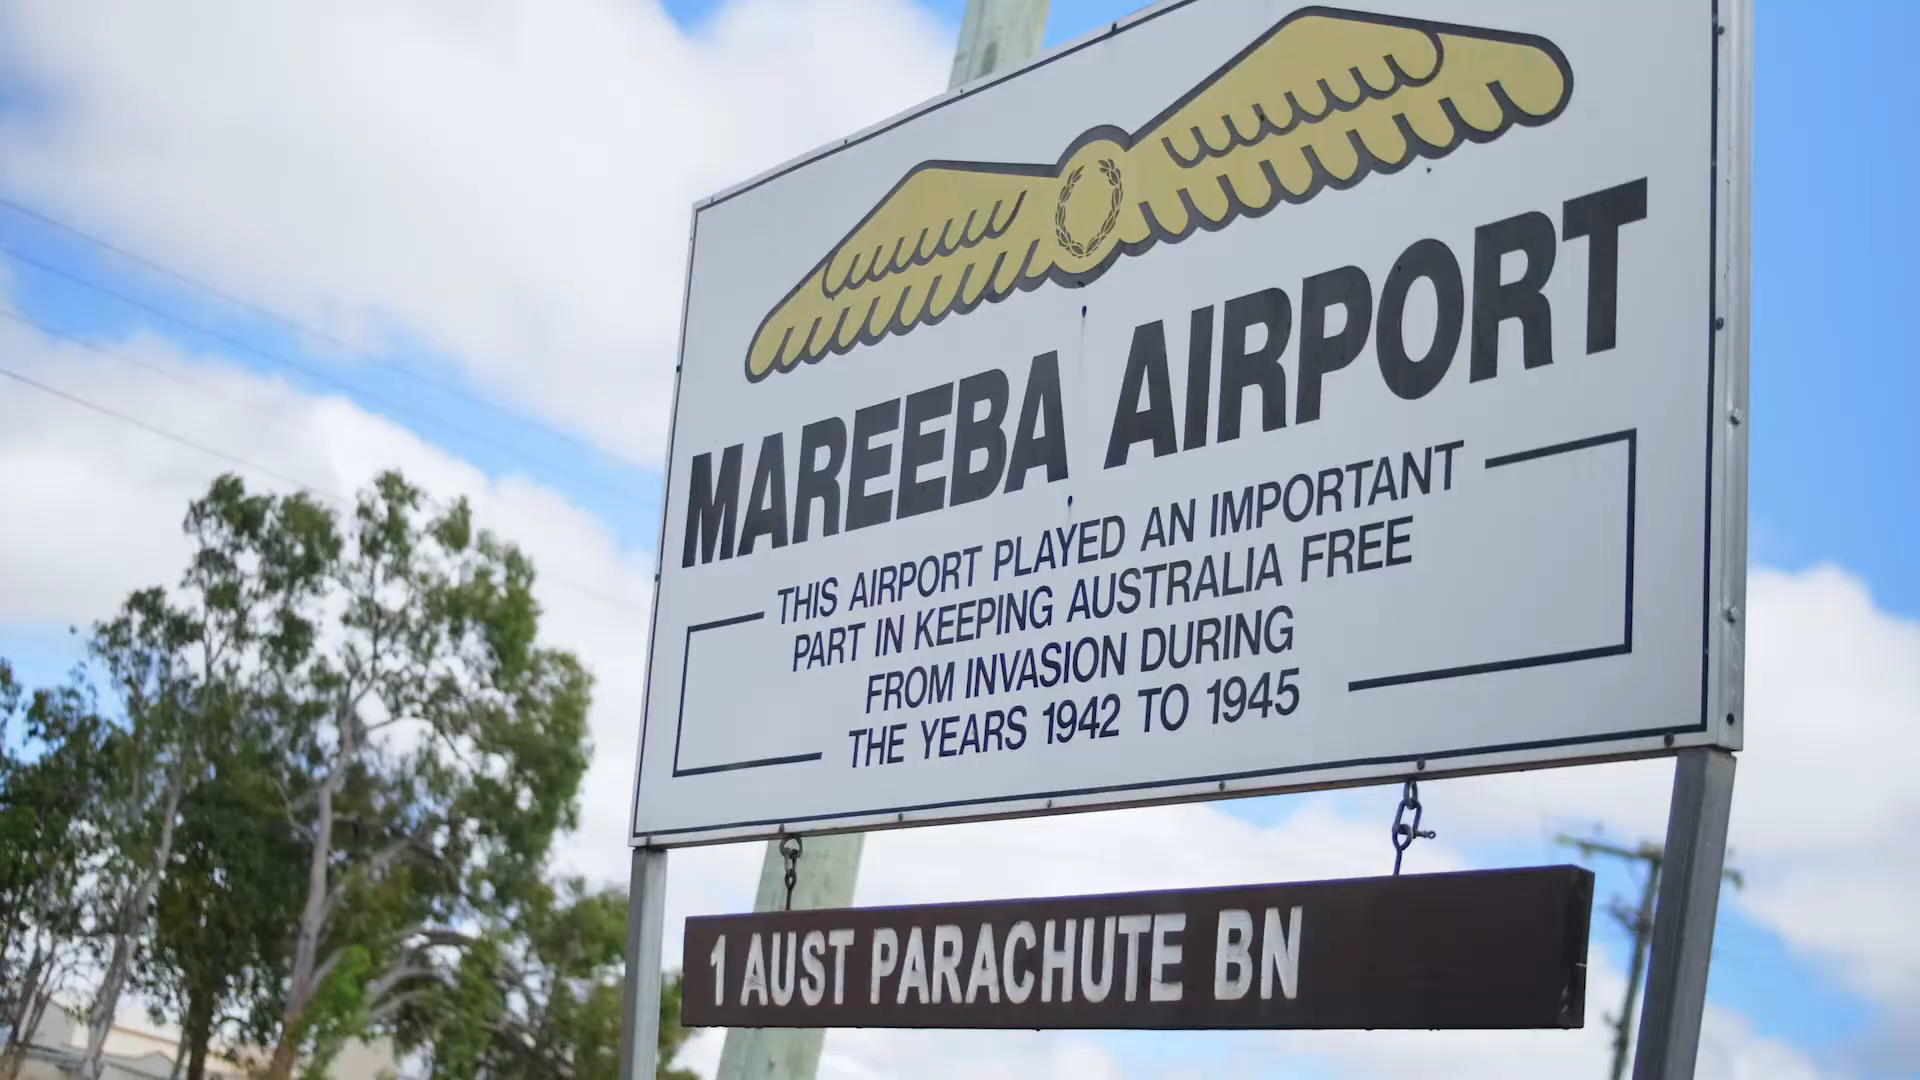 MAREEBA AIRPORT
THIS AIRPORT PLAYED AN IMPORTANT
PART IN KEEPING AUSTRALIA FREE
FROM INVASION DURING
THE YEARS 1942 TO 1945
1 AUST PARACHUTE BN